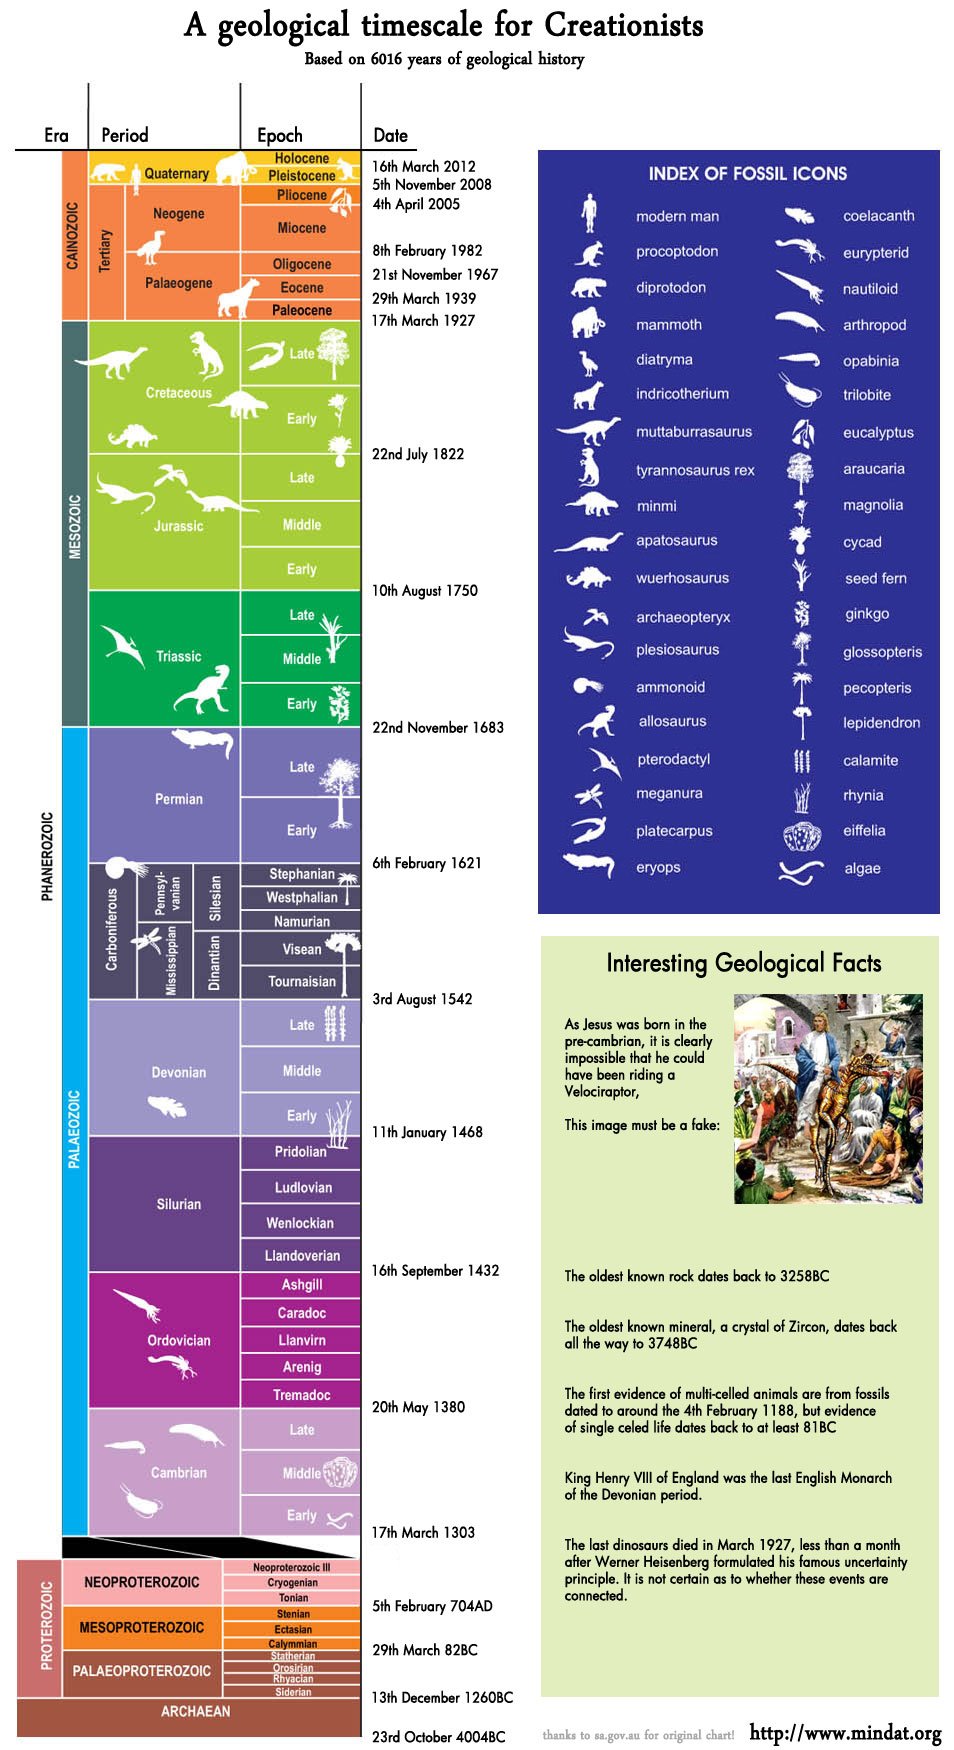 A geological timescale for Creationists
Based on 6016 years of geological history
Era Period Epoch Date
PHANEROZOIC
CAINOZOIC
Quaternary
Holocene
16th March 2012
Pleistocene
5th November 2008
Tertiary
Neogene
Pliocene
4th April 2005
Miocene
8th February 1982
Palaeogene
Oligocene
21st November 1967
Eocene
29th March 1939
Paleocene
17th March 1927
MESOZOIC
Cretaceous
Late
Early
22nd July 1822
Jurassic
Late
Middle
Early
10th August 1750
Triassic
Late
Middle
Early
22nd November 1683
PALAEOZOIC
Permian
Late
Early
6th February 1621
Carboniferous
Pennsyl-
vanian
Mississippian
Silesian
Dinantian
Stephanian
Westphalian
Namurian
Visean
Tournaisian
3rd August 1542
Devonian
Late
Middle
Early
11th January 1468
Silurian
Pridolian
Ludlovian
Wenlockian
Llandoverian
16th September 1432
Ordovician
Ashgill
Caradoc
Llanvirn
Arenig
Tremadoc
20th May 1380
Cambrian
Late
Middle
Early
17th March 1303
PROTEROZOIC
NEOPROTEROZOIC
Neoproterozoic III
Cryogenian
Tonian
5th February 704AD
MESOPROTEROZOIC
Stenian
Ectasian
Calymmian
29th March 82BC
PALAEOPROTEROZOIC
Statherian
Orosirian
Rhyacian
Siderian
13th December 1260BC
ARCHAEAN
23rd October 4004BC
INDEX OF FOSSIL ICONS
modern man
procoptodon
diprotodon
mammoth
diatryma
indricotherium
muttaburrasaurus
tyrannosaurus rex
minmi
apatosaurus
wuerhosaurus
archaeopteryx
plesiosaurus
ammonoid
allosaurus
pterodactyl
meganura
platecarpus
eryops
coelacanth
eurypterid
nautiloid
arthropod
opabinia
trilobite
eucalyptus
araucaria
magnolia
cycad
seed fern
ginkgo
glossopteris
pecopteris
lepidendron
calamite
rhynia
eiffelia
algae
Interesting Geological Facts
As Jesus was born in the
pre-cambrian, it is clearly
impossible that he could
have been riding a
Velociraptor,
This image must be a fake:
The oldest known rock dates back to 3258BC
The oldest known mineral, a crystal of Zircon, dates back
all the way to 3748BC
The first evidence of multi-celled animals are from fossils
dated to around the 4th February 1188, but evidence
of single celed life dates back to at least 81BC
King Henry VIII of England was the last English Monarch
of the Devonian period.
The last dinosaurs died in March 1927, less than a month
after Werner Heisenberg formulated his famous uncertainty
principle. It is not certain as to whether these events are
connected.
thanks to sa.gov.au for original chart! http://www.mindat.org